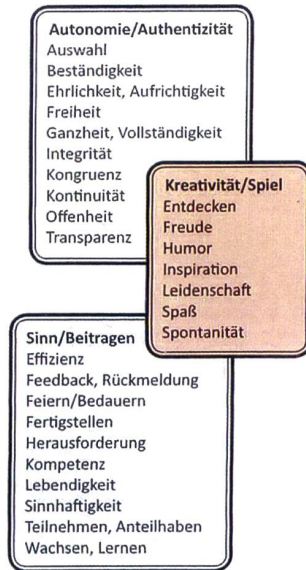 Autonomie/Authentizität
Auswahl
Beständigkeit
Ehrlichkeit, Aufrichtigkeit
Freiheit
Ganzheit, Vollständigkeit
Integrität
Kongruenz
Kontinuität
Offenheit
Transparenz
Kreativität/Spiel
Entdecken
Freude
Humor
Inspiration
Leidenschaft
Spaß
Spontanität
Sinn/Beitragen
Effizienz
Feedback, Rückmeldung
Feiern/Bedauern
Fertigstellen
Herausforderung
Kompetenz
Lebendigkeit
Sinnhaftigkeit
Teilnehmen, Anteilhaben
Wachsen, Lernen